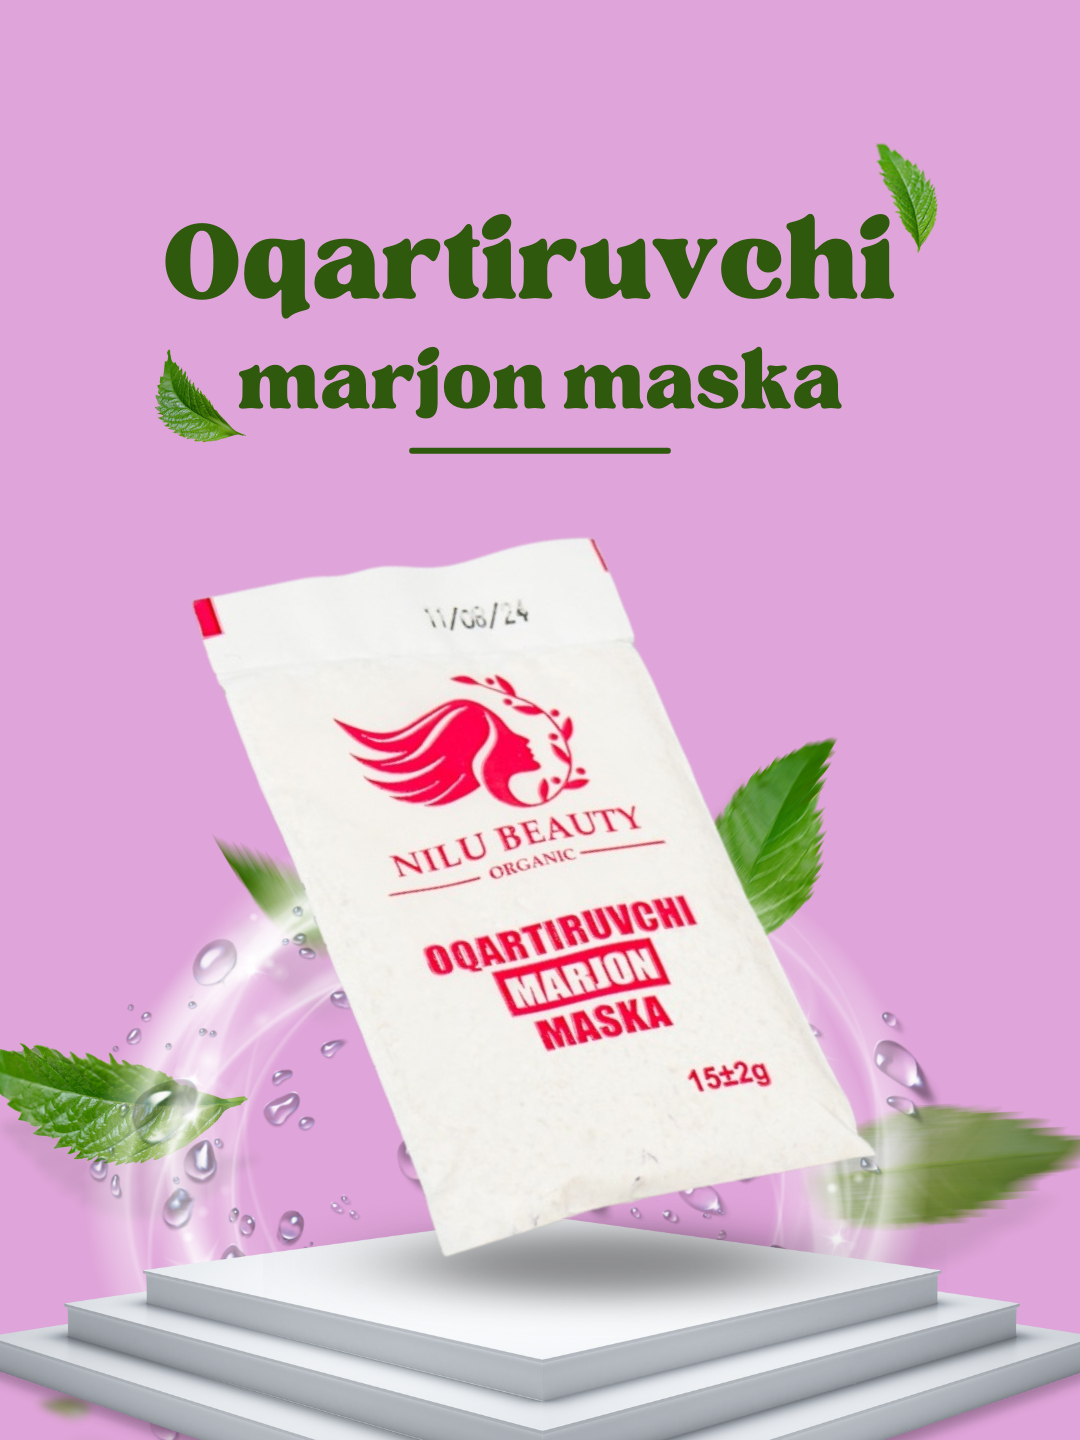 Oqartiruvchi
marjon maska
11/08/24
NILU BEAUTY
ORGANIC
OQARTIRUVCHI
MARJON
MASKA
15±2g